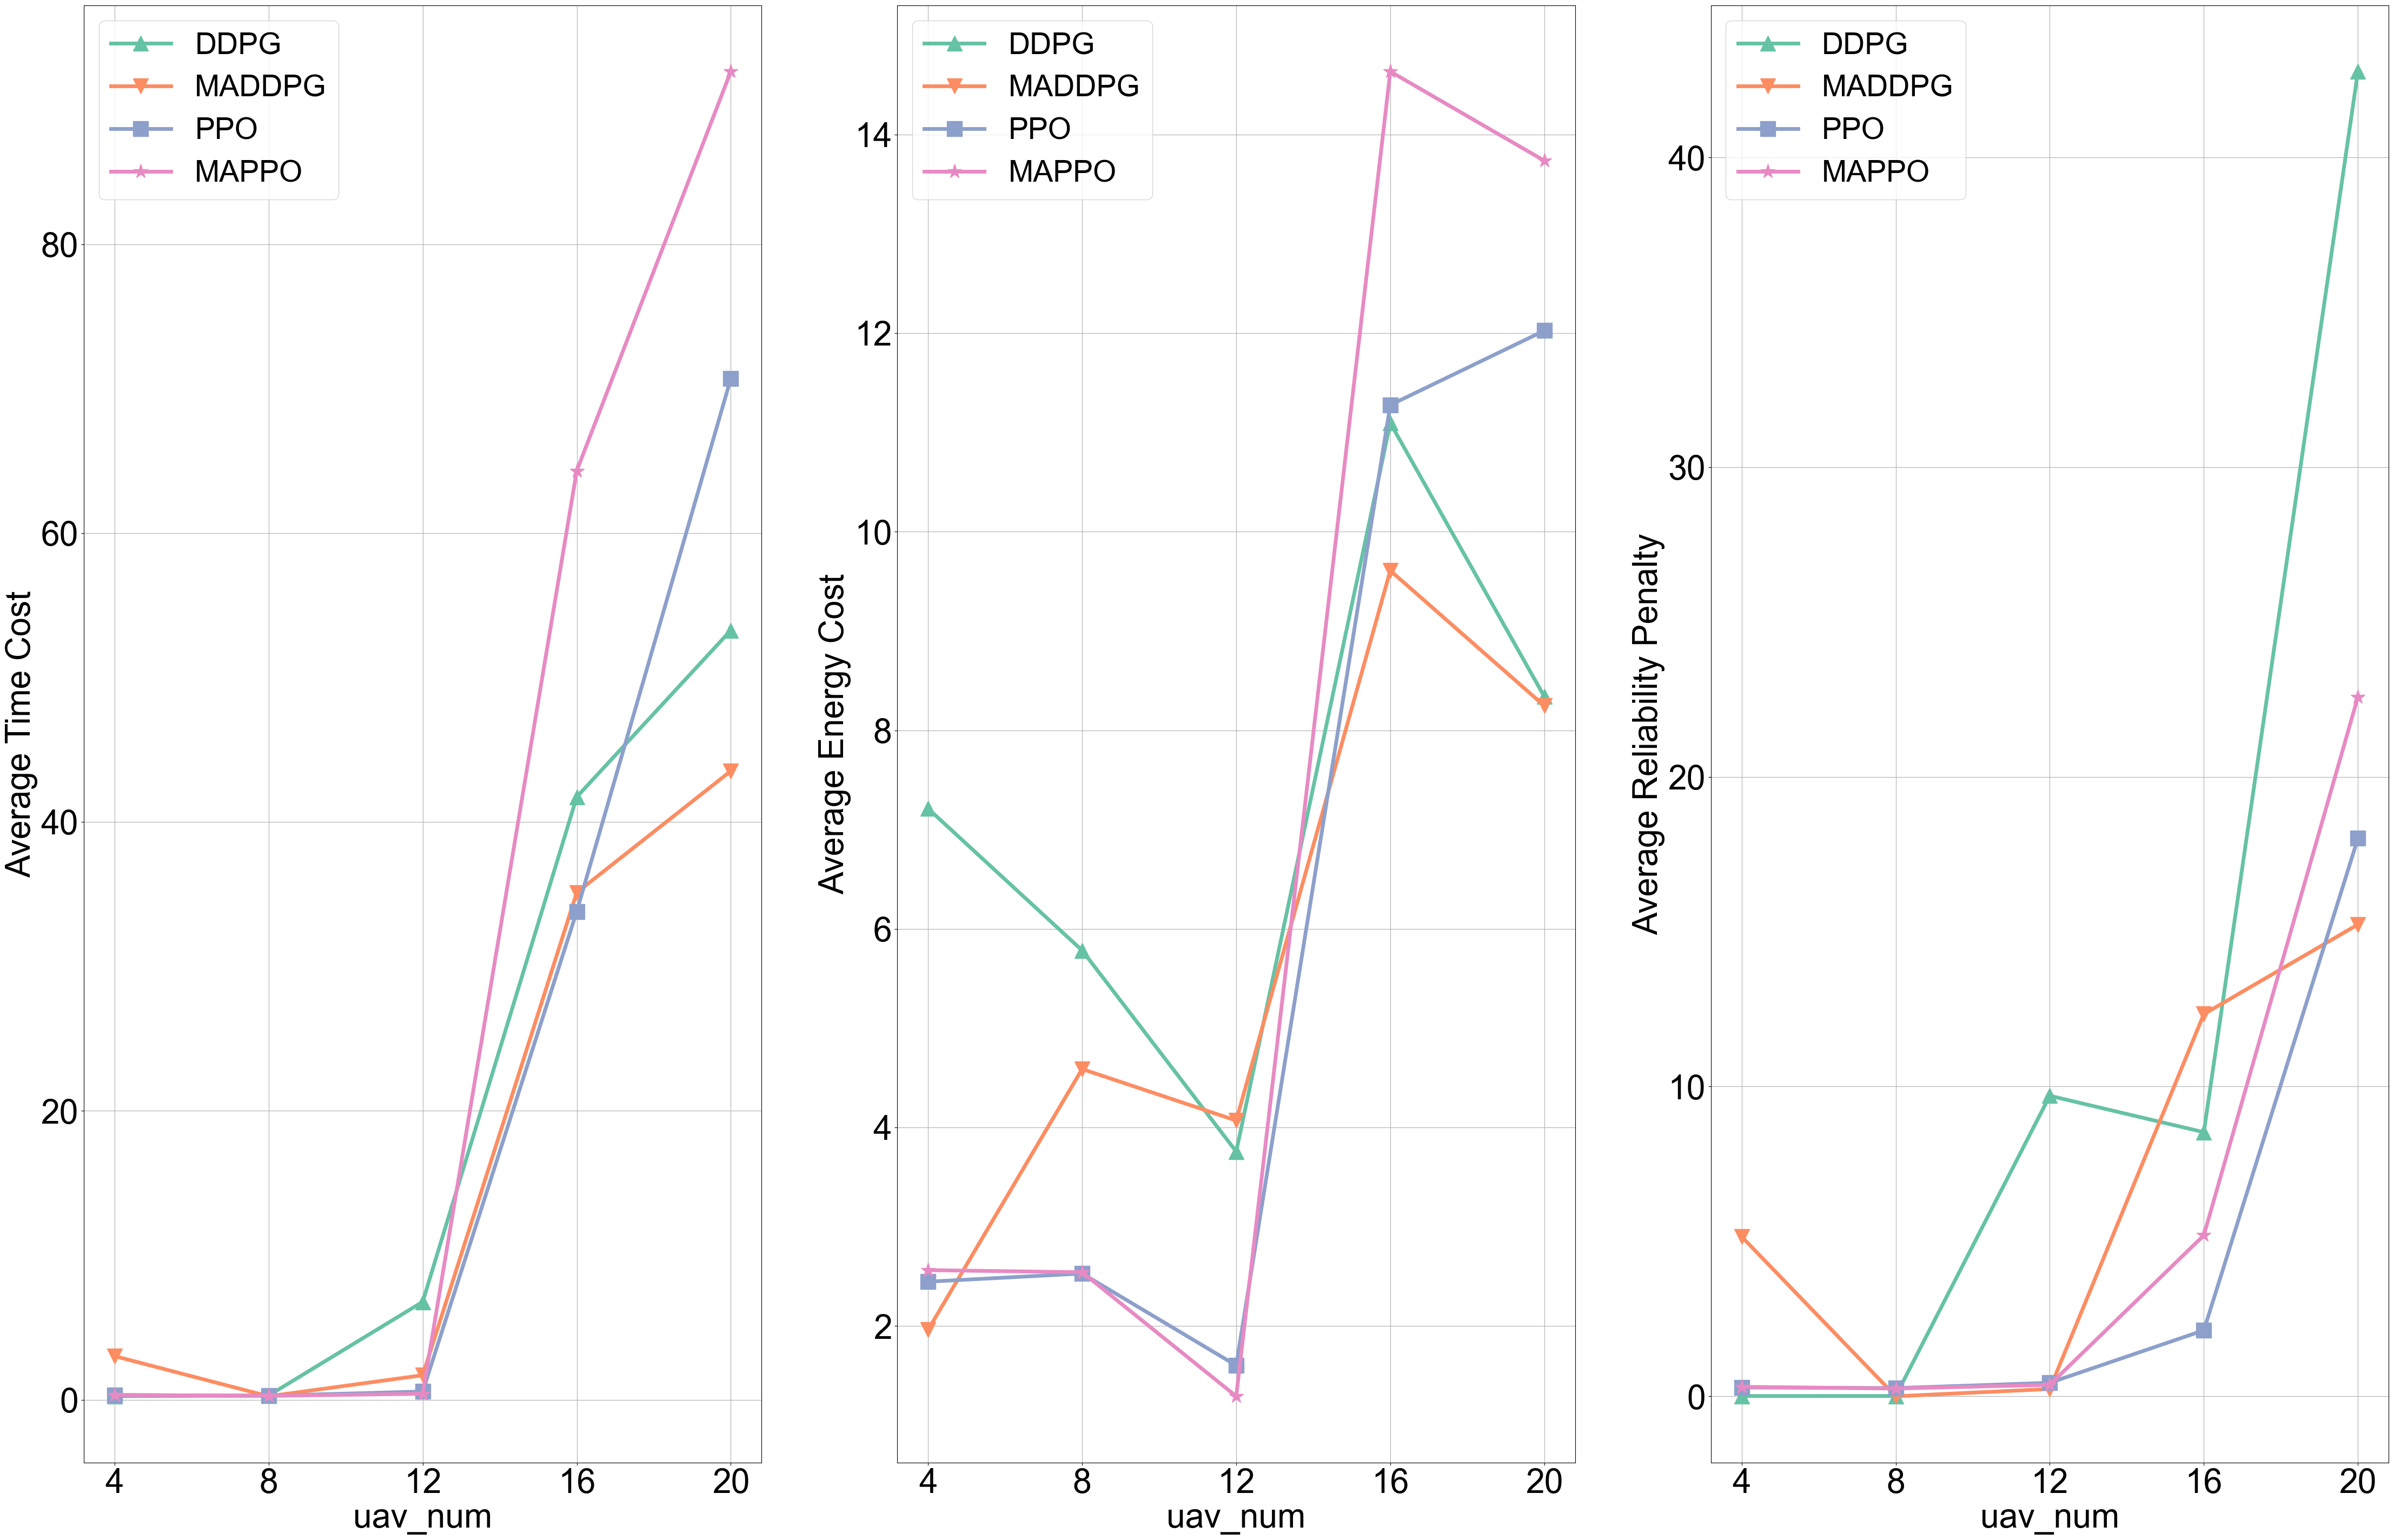 DDPG
MADDPG
PPO
MAPPO
Average Time Cost
80
60
40
20
0
4 8 12 16 20
uav_num
DDPG
MADDPG
PPO
MAPPO
Average Energy Cost
14
12
10
8
6
4
2
4 8 12 16 20
uav_num
DDPG
MADDPG
PPO
MAPPO
Average Reliability Penalty
40
30
20
10
0
4 8 12 16 20
uav_num